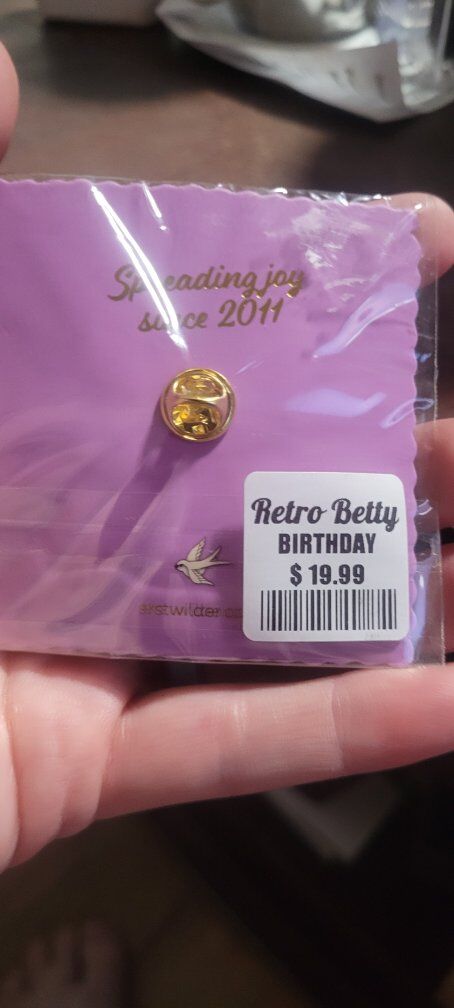 Spreading joy
since 2011
Retro Betty
BIRTHDAY
$ 19.99